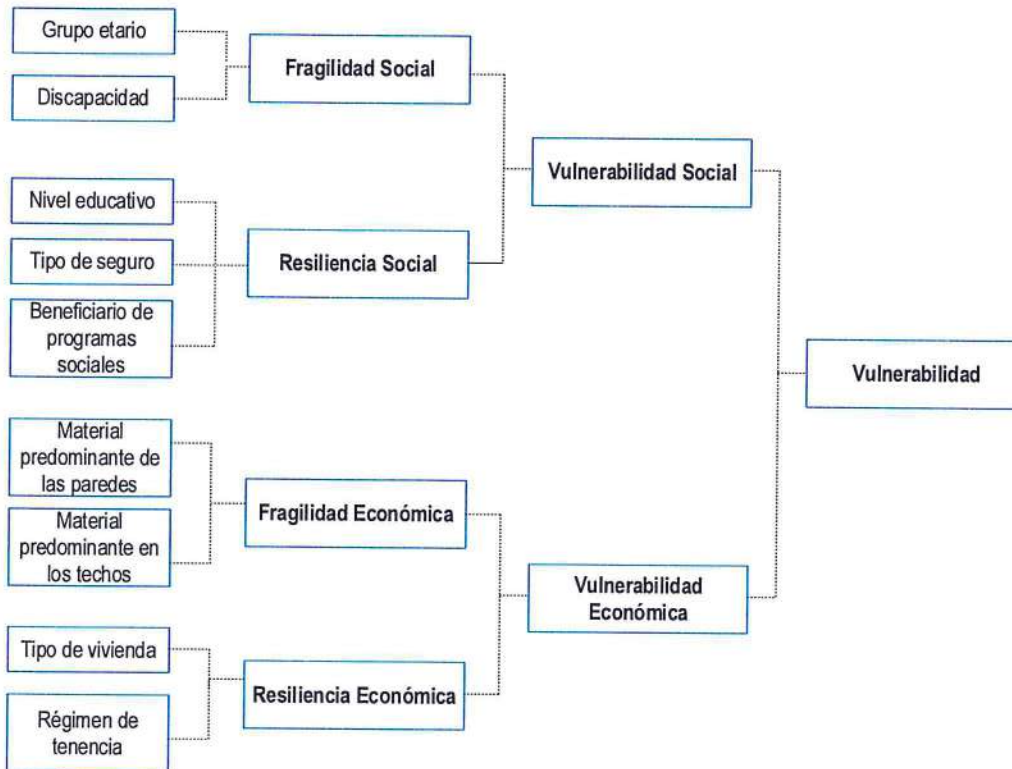 Grupo etario
Discapacidad
Fragilidad Social
Nivel educativo
Tipo de seguro
Beneficiario de
programas
sociales
Resiliencia Social
Vulnerabilidad Social
Material
predominante de
las paredes
Material
predominante en
los techos
Fragilidad Económica
Tipo de vivienda
Régimen de
tenencia
Resiliencia Económica
Vulnerabilidad
Económica
Vulnerabilidad